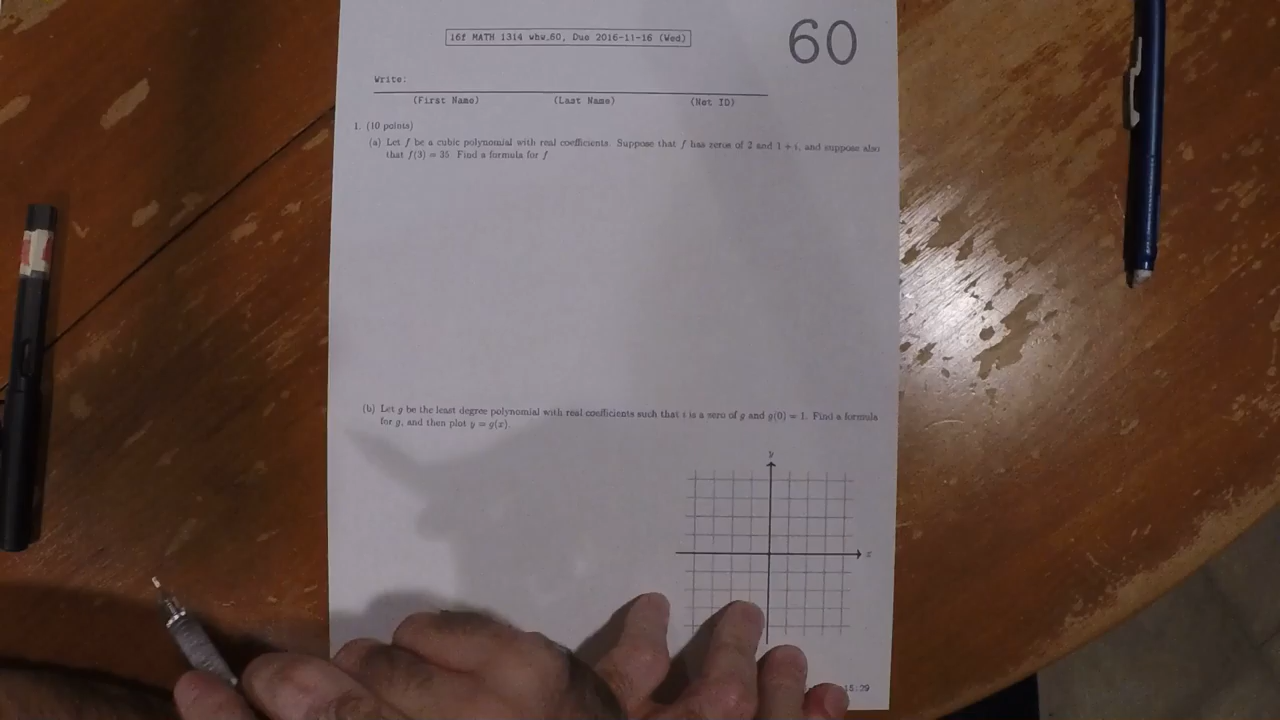 16f MATH 1314 whw.60, Due 2016-11-16 (Wed)
60
Write:
(First Name) (Last Name) (Net ID)
1. (10 points)
(a) Let f be a cubic polynomial with real coefficients. Suppose that f has zeros of 2 and 1 + i, and suppose also
that f(3) = 35. Find a formula for f.
(b) Let g be the least degree polynomial with real coefficients such that i is a zero of g and g(0) = 1. Find a formula
for g, and then plot y = g(x).
y
x
15:29